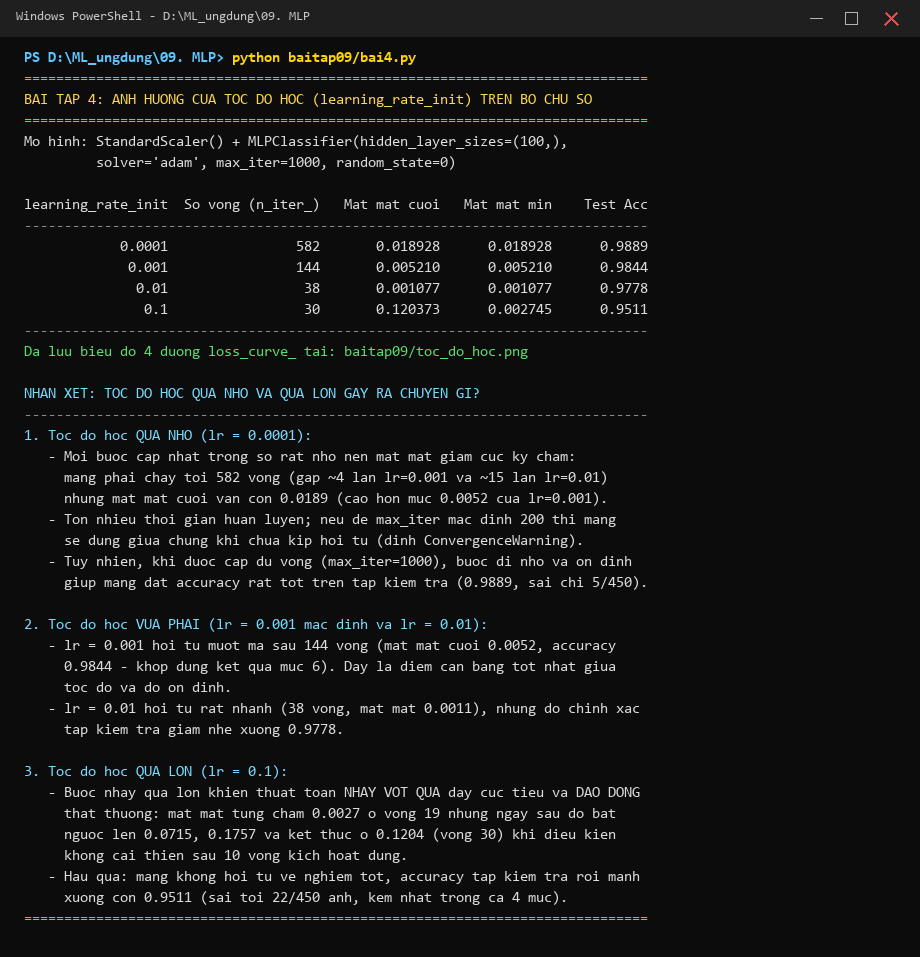 Windows PowerShell - D:\ML_ungdung\09. MLP
PS D:\ML_ungdung\09. MLP> python baitap09/bai4.py
==============================================================================
BAI TAP 4: ANH HUONG CUA TOC DO HOC (learning_rate_init) TREN BO CHU SO
==============================================================================
Mo hinh: StandardScaler() + MLPClassifier(hidden_layer_sizes=(100,),
         solver='adam', max_iter=1000, random_state=0)

learning_rate_init  So vong (n_iter_)   Mat mat cuoi   Mat mat min    Test Acc
------------------------------------------------------------------------------
            0.0001                582       0.018928      0.018928      0.9889
             0.001                144       0.005210      0.005210      0.9844
              0.01                 38       0.001077      0.001077      0.9778
               0.1                 30       0.120373      0.002745      0.9511
------------------------------------------------------------------------------
Da luu bieu do 4 duong loss_curve_ tai: baitap09/toc_do_hoc.png

NHAN XET: TOC DO HOC QUA NHO VA QUA LON GAY RA CHUYEN GI?
------------------------------------------------------------------------------
1. Toc do hoc QUA NHO (lr = 0.0001):
   - Moi buoc cap nhat trong so rat nho nen mat mat giam cuc ky cham:
     mang phai chay toi 582 vong (gap ~4 lan lr=0.001 va ~15 lan lr=0.01)
     nhung mat mat cuoi van con 0.0189 (cao hon muc 0.0052 cua lr=0.001).
   - Ton nhieu thoi gian huan luyen; neu de max_iter mac dinh 200 thi mang
     se dung giua chung khi chua kip hoi tu (dinh ConvergenceWarning).
   - Tuy nhien, khi duoc cap du vong (max_iter=1000), buoc di nho va on dinh
     giup mang dat accuracy rat tot tren tap kiem tra (0.9889, sai chi 5/450).

2. Toc do hoc VUA PHAI (lr = 0.001 mac dinh va lr = 0.01):
   - lr = 0.001 hoi tu muot ma sau 144 vong (mat mat cuoi 0.0052, accuracy
     0.9844 - khop dung ket qua muc 6). Day la diem can bang tot nhat giua
     toc do va do on dinh.
   - lr = 0.01 hoi tu rat nhanh (38 vong, mat mat 0.0011), nhung do chinh xac
     tap kiem tra giam nhe xuong 0.9778.

3. Toc do hoc QUA LON (lr = 0.1):
   - Buoc nhay qua lon khien thuat toan NHAY VOT QUA day cuc tieu va DAO DONG
     that thuong: mat mat tung cham 0.0027 o vong 19 nhung ngay sau do bat
     nguoc len 0.0715, 0.1757 va ket thuc o 0.1204 (vong 30) khi dieu kien
     khong cai thien sau 10 vong kich hoat dung.
   - Hau qua: mang khong hoi tu ve nghiem tot, accuracy tap kiem tra roi manh
     xuong con 0.9511 (sai toi 22/450 anh, kem nhat trong ca 4 muc).
==============================================================================